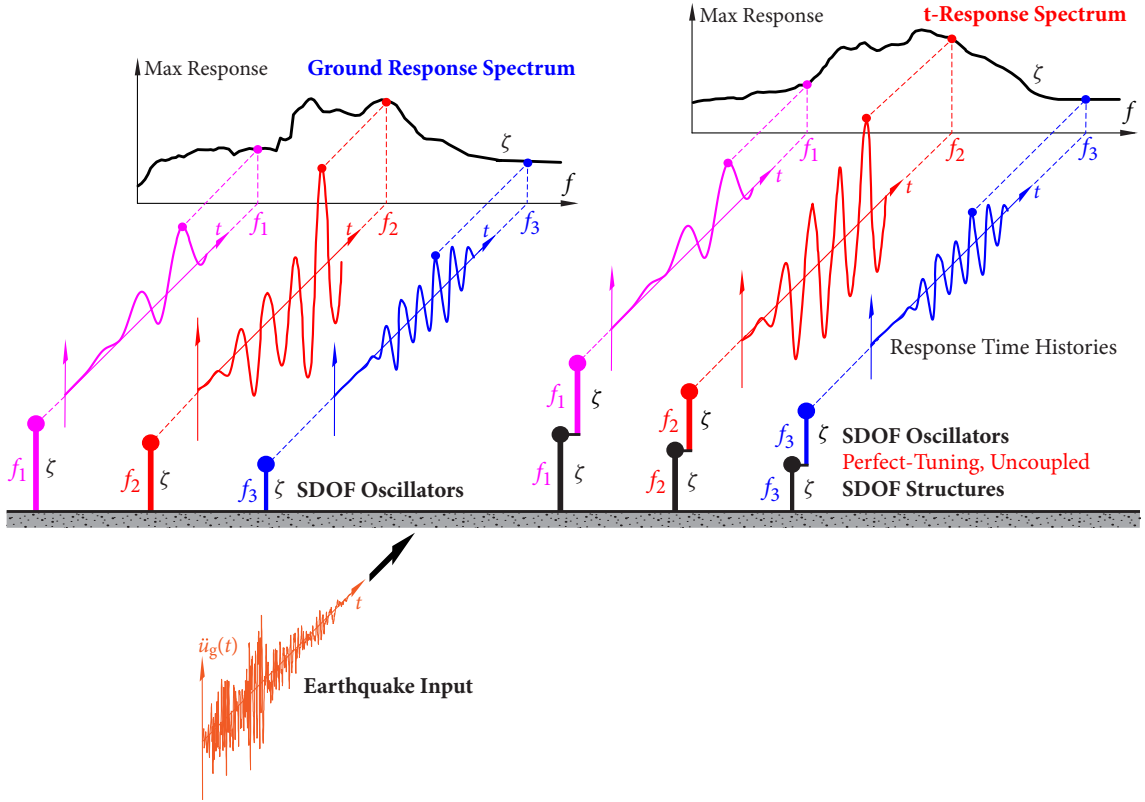 Max Response
Ground Response Spectrum
ζ
f
t
f1
t
f2
t
f3
f1
ζ
f2
ζ
f3
ζ
SDOF Oscillators
Max Response
t-Response Spectrum
ζ
f
f1
t
f2
t
f3
t
Response Time Histories
f1
ζ
f2
ζ
f3
ζ
SDOF Oscillators
Perfect-Tuning, Uncoupled
SDOF Structures
f1
ζ
f2
ζ
f3
ζ
t
üg(t)
Earthquake Input